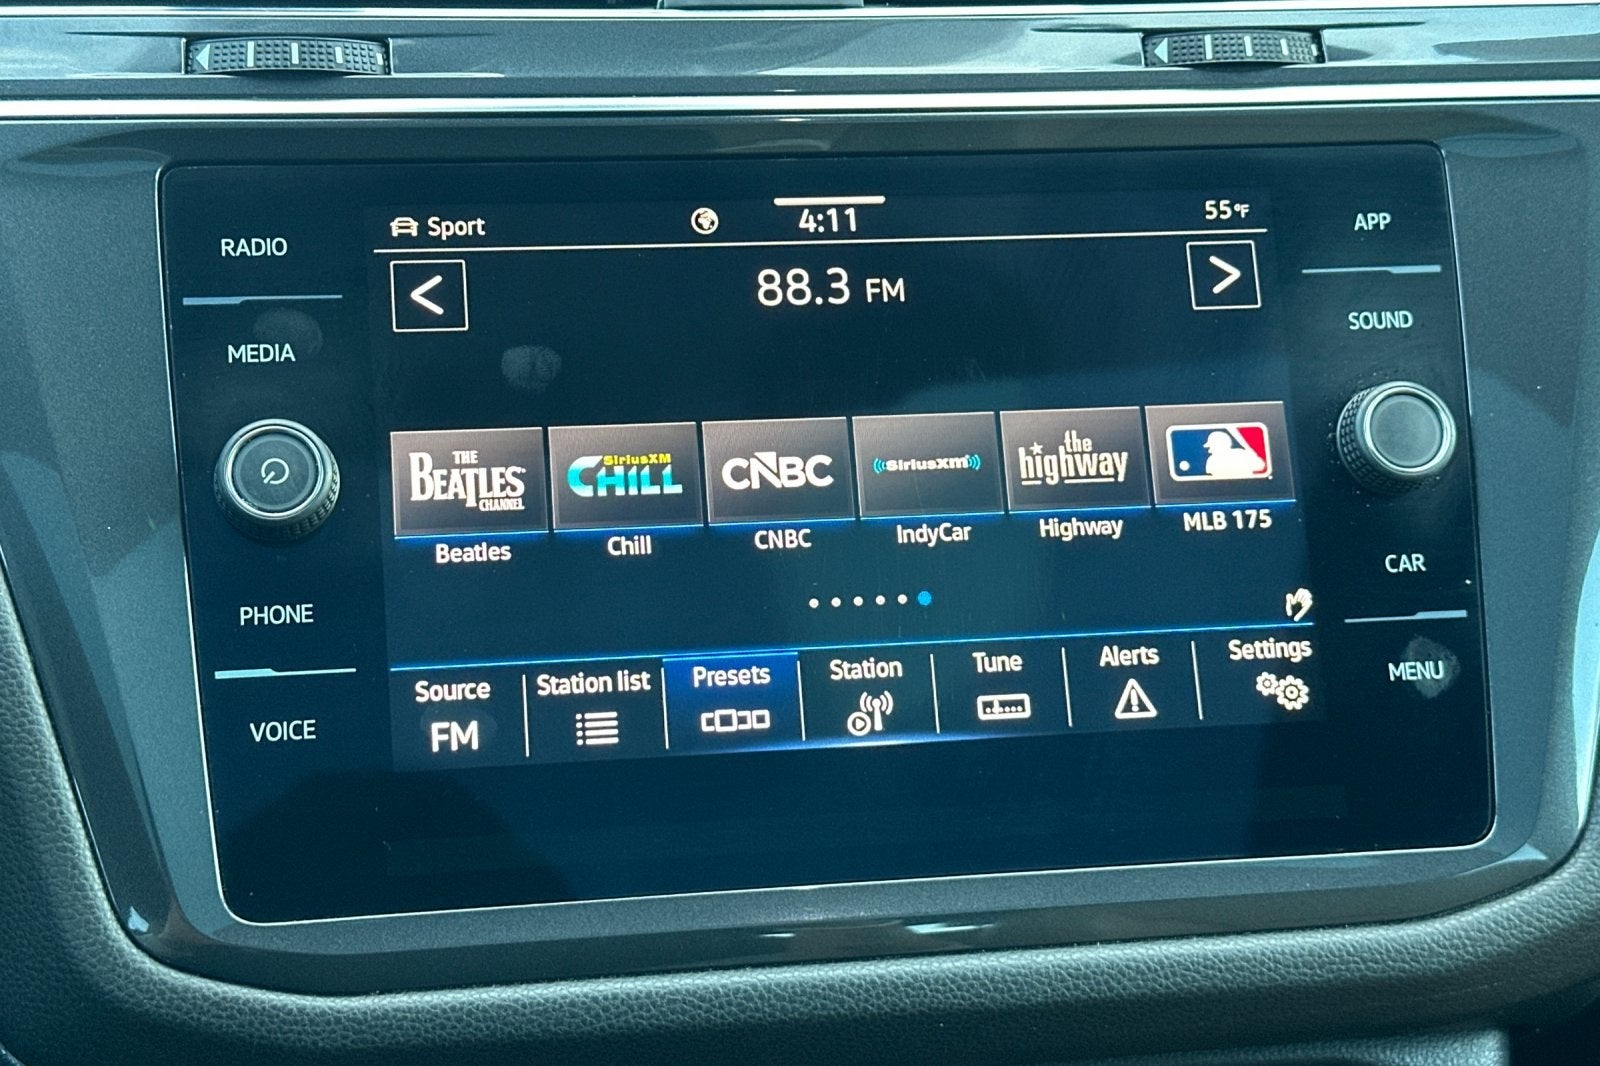 RADIO
MEDIA
PHONE
VOICE
Sport
4:11
55°F
88.3 FM
THE
BEATLES
CHANNEL
SiriusXM
CHILL
CNBC
((SiriusXM))
the
highway
Beatles
Chill
CNBC
IndyCar
Highway
MLB 175
Source
FM
Station list
Presets
Station
Tune
Alerts
Settings
APP
SOUND
CAR
MENU